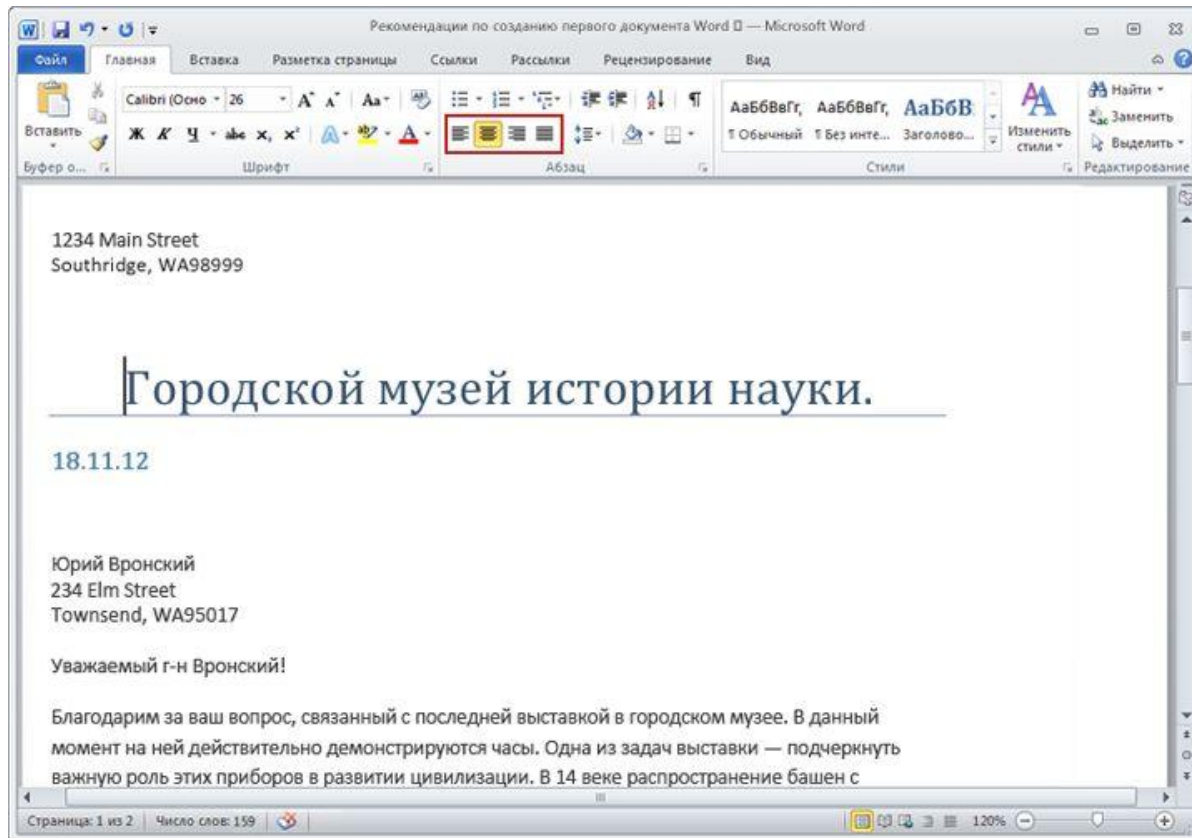 Рекомендации по созданию первого документа Word — Microsoft Word
Файл Главная Вставка Разметка страницы Ссылки Рассылки Рецензирование Вид
Calibri (Осно 26 Аа АаБбВвГг, АаБбВвГг, АаБбВ Найти
Вставить Ж К Ч abc x, x² А Обычный Без инте... Заголово... Изменить стили Заменить
Выделить
Буфер о... Шрифт Абзац Стили Редактирование
1234 Main Street
Southridge, WA98999
Городской музей истории науки.
18.11.12
Юрий Вронский
234 Elm Street
Townsend, WA95017
Уважаемый г-н Вронский!
Благодарим за ваш вопрос, связанный с последней выставкой в городском музее. В данный
момент на ней действительно демонстрируются часы. Одна из задач выставки — подчеркнуть
важную роль этих приборов в развитии цивилизации. В 14 веке распространение башен с
Страница: 1 из 2 Число слов: 159 120%